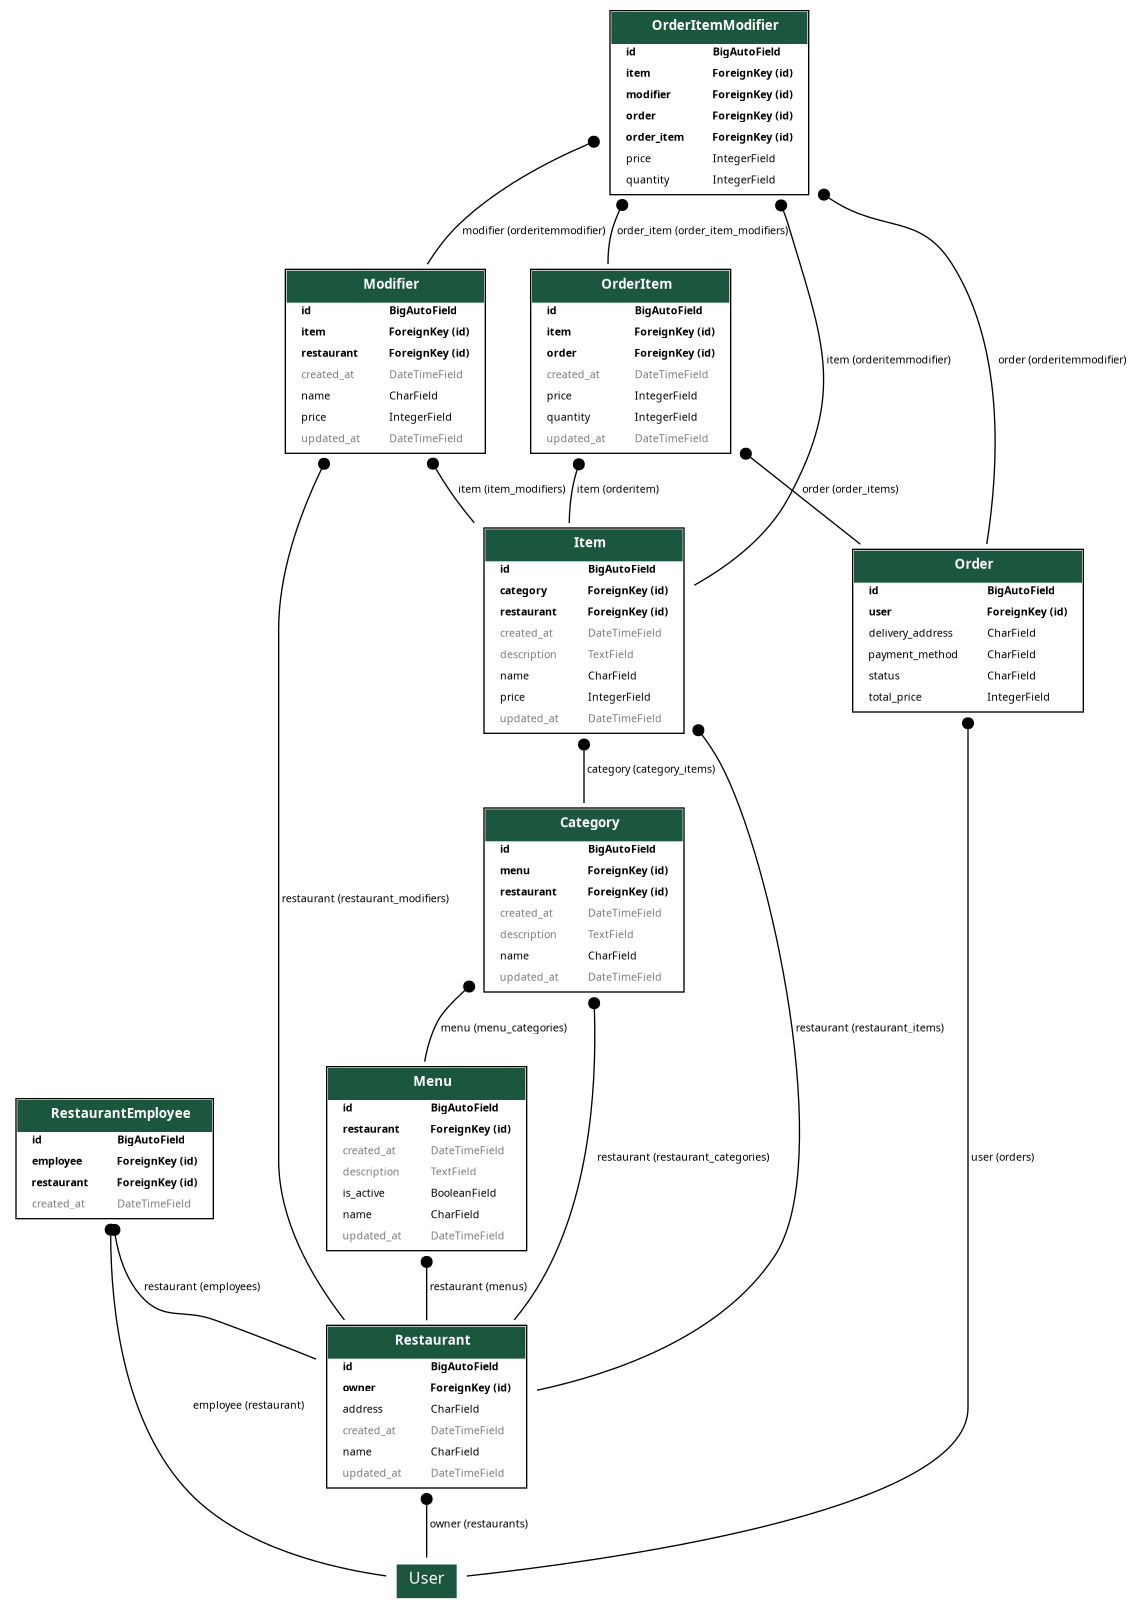 OrderItemModifier
id BigAutoField
item ForeignKey (id)
modifier ForeignKey (id)
order ForeignKey (id)
order_item ForeignKey (id)
price IntegerField
quantity IntegerField
modifier (orderitemmodifier)
order_item (order_item_modifiers)
Modifier
id BigAutoField
item ForeignKey (id)
restaurant ForeignKey (id)
created_at DateTimeField
name CharField
price IntegerField
updated_at DateTimeField
OrderItem
id BigAutoField
item ForeignKey (id)
order ForeignKey (id)
created_at DateTimeField
price IntegerField
quantity IntegerField
updated_at DateTimeField
item (orderitemmodifier)
order (orderitemmodifier)
item (item_modifiers)
item (orderitem)
order (order_items)
Item
id BigAutoField
category ForeignKey (id)
restaurant ForeignKey (id)
created_at DateTimeField
description TextField
name CharField
price IntegerField
updated_at DateTimeField
Order
id BigAutoField
user ForeignKey (id)
delivery_address CharField
payment_method CharField
status CharField
total_price IntegerField
category (category_items)
Category
id BigAutoField
menu ForeignKey (id)
restaurant ForeignKey (id)
created_at DateTimeField
description TextField
name CharField
updated_at DateTimeField
restaurant (restaurant_modifiers)
menu (menu_categories)
restaurant (restaurant_items)
Menu
id BigAutoField
restaurant ForeignKey (id)
created_at DateTimeField
description TextField
is_active BooleanField
name CharField
updated_at DateTimeField
RestaurantEmployee
id BigAutoField
employee ForeignKey (id)
restaurant ForeignKey (id)
created_at DateTimeField
restaurant (restaurant_categories)
user (orders)
restaurant (employees)
restaurant (menus)
Restaurant
id BigAutoField
owner ForeignKey (id)
address CharField
created_at DateTimeField
name CharField
updated_at DateTimeField
employee (restaurant)
owner (restaurants)
User